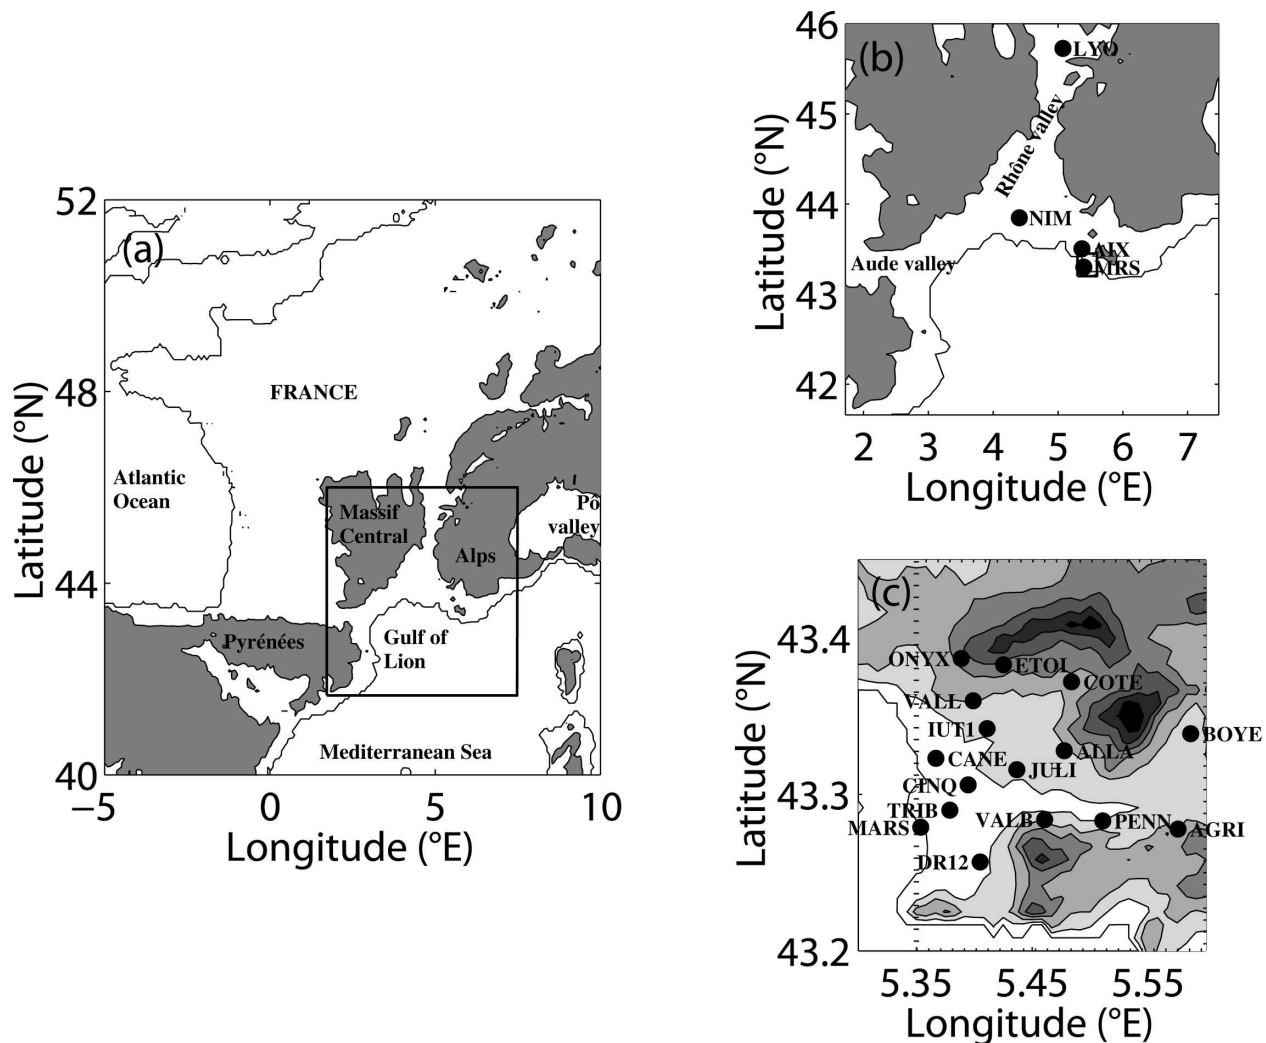 (a)
52
48
44
40
Latitude (°N)
−5
0
5
10
Longitude (°E)
FRANCE
Atlantic
Ocean
Massif
Central
Alps
Pô
valley
Pyrénées
Gulf of
Lion
Mediterranean Sea
(b)
46
45
44
43
42
Latitude (°N)
2
3
4
5
6
7
Longitude (°E)
LYO
Rhône valley
NIM
AIX
MRS
Aude valley
(c)
43.4
43.3
43.2
Latitude (°N)
5.35
5.45
5.55
Longitude (°E)
ONYX
ETOI
COTE
VALL
IUT1
BOYE
CANE
ALLA
JULI
CINQ
TRIB
MARS
VALB
PENN
AGRI
DR12